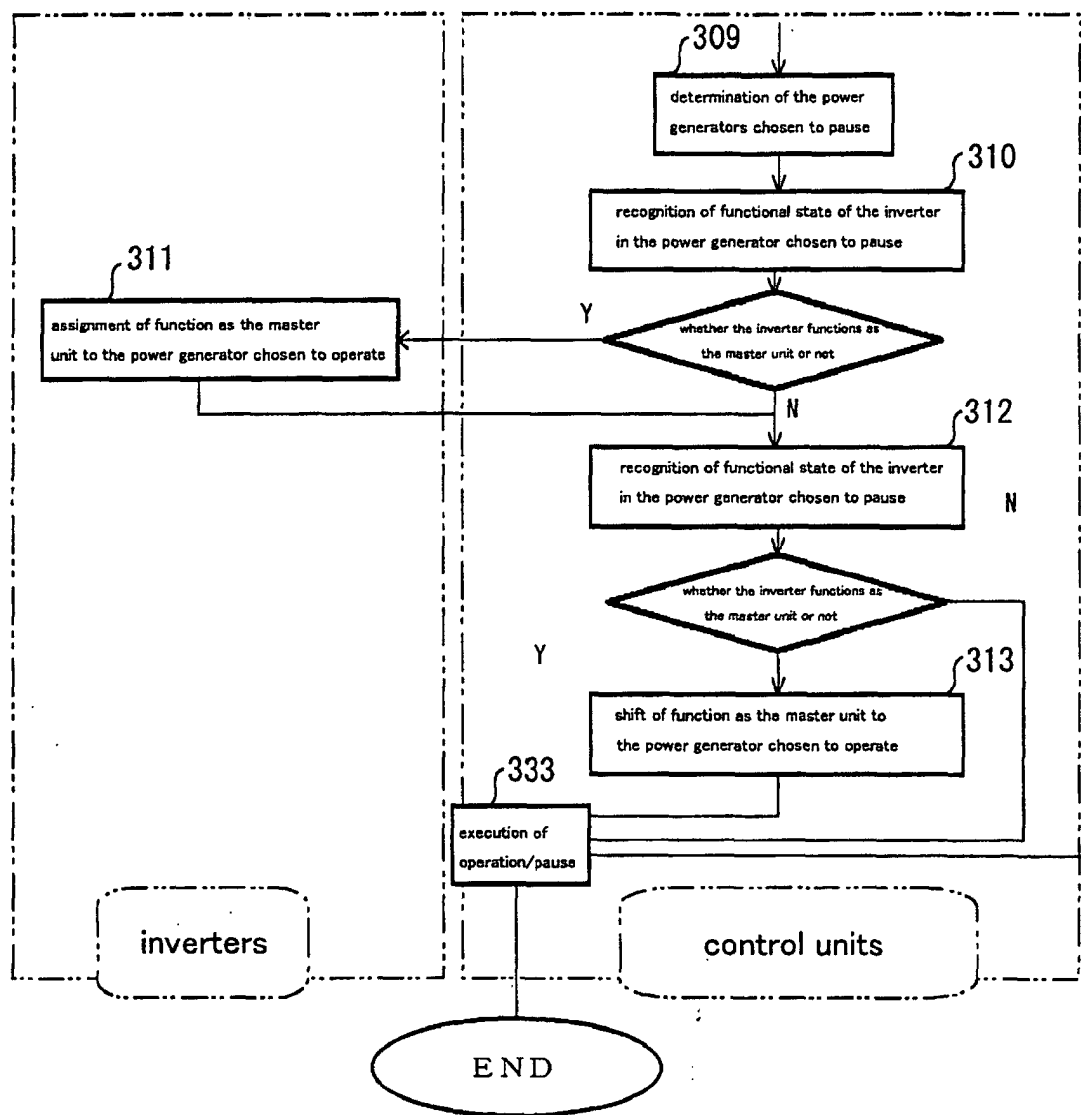 309
determination of the power
generators chosen to pause
310
recognition of functional state of the inverter
in the power generator chosen to pause
311
assignment of function as the master
unit to the power generator chosen to operate
Y
whether the inverter functions as
the master unit or not
N
312
recognition of functional state of the inverter
in the power generator chosen to pause
N
whether the inverter functions as
the master unit or not
Y
313
shift of function as the master unit to
the power generator chosen to operate
333
execution of
operation/pause
inverters
control units
END